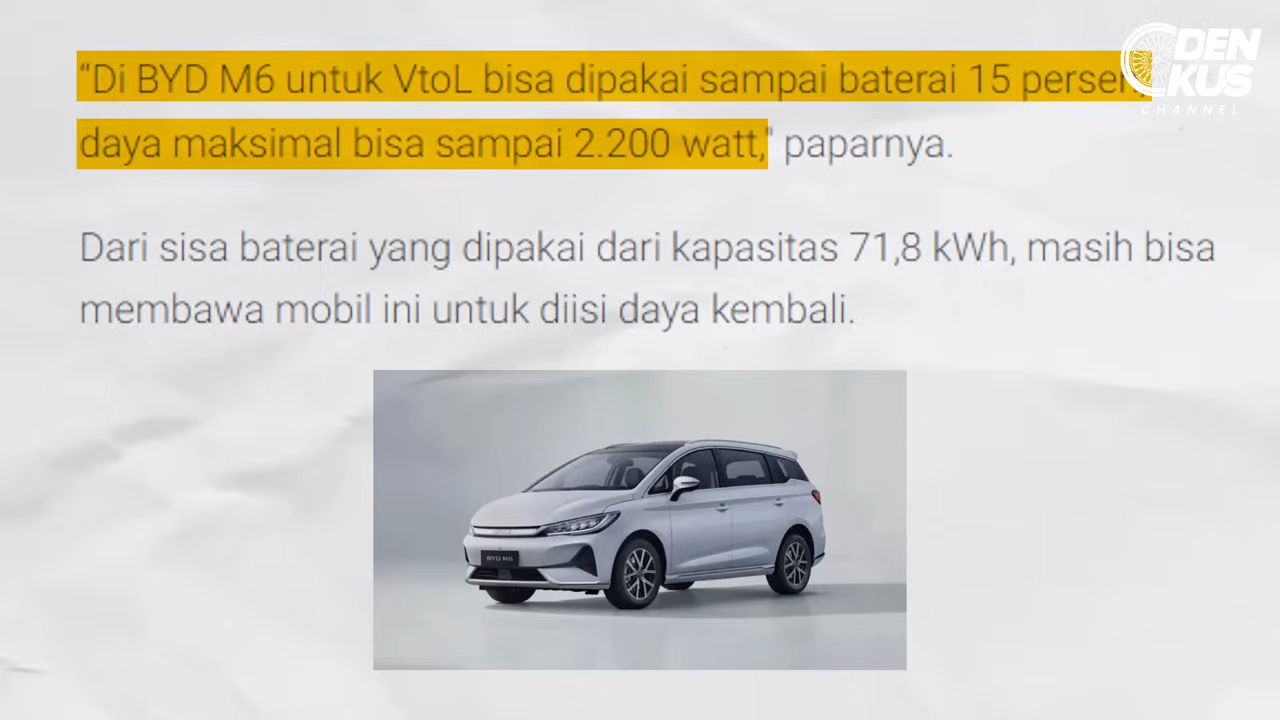 “Di BYD M6 untuk VtoL bisa dipakai sampai baterai 15 persen,
daya maksimal bisa sampai 2.200 watt,” paparnya.
Dari sisa baterai yang dipakai dari kapasitas 71,8 kWh, masih bisa
membawa mobil ini untuk diisi daya kembali.
DEN
KUS
CHANNEL
BYD M6